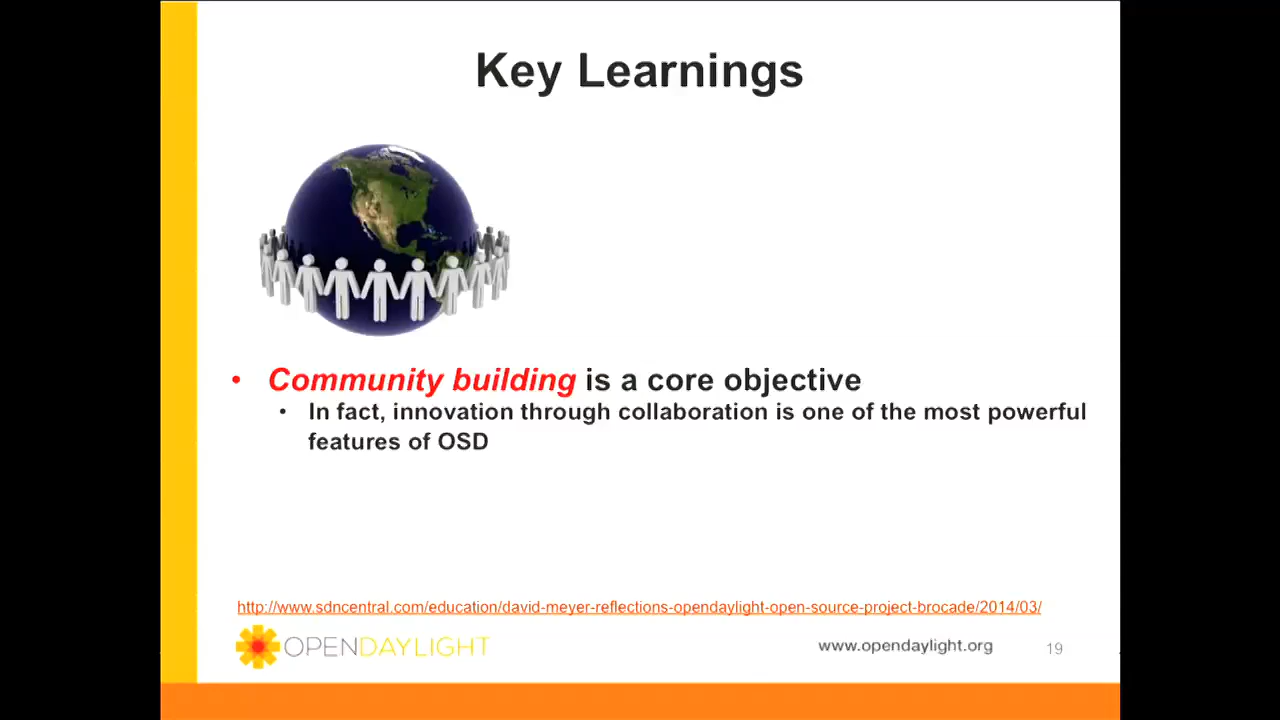 Key Learnings
• Community building is a core objective
• In fact, innovation through collaboration is one of the most powerful
features of OSD
http://www.sdncentral.com/education/david-meyer-reflections-opendaylight-open-source-project-brocade/2014/03/
OPENDAYLIGHT
www.opendaylight.org
19